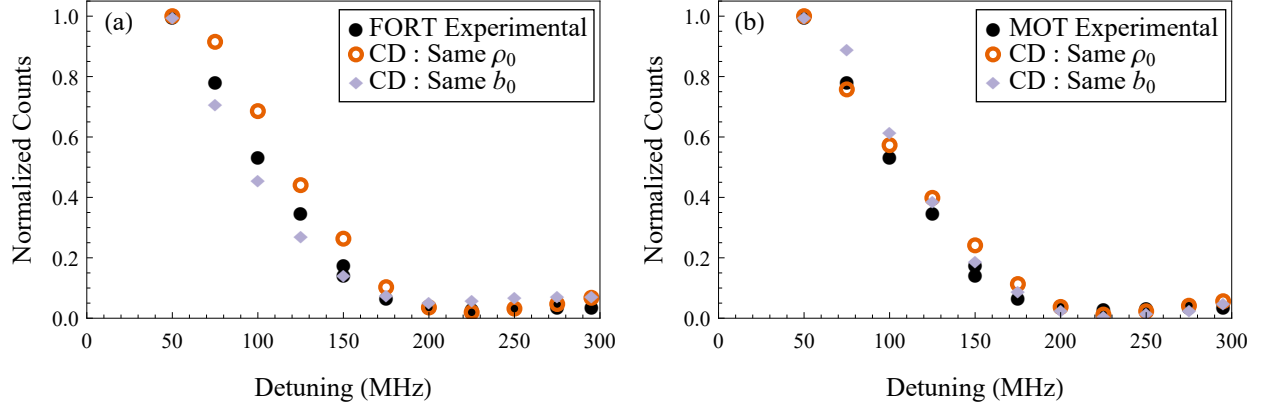 (a)
FORT Experimental
CD : Same ρ0
CD : Same b0
Normalized Counts
1.0
0.8
0.6
0.4
0.2
0.0
0 50 100 150 200 250 300
Detuning (MHz)
(b)
MOT Experimental
CD : Same ρ0
CD : Same b0
Normalized Counts
1.0
0.8
0.6
0.4
0.2
0.0
0 50 100 150 200 250 300
Detuning (MHz)